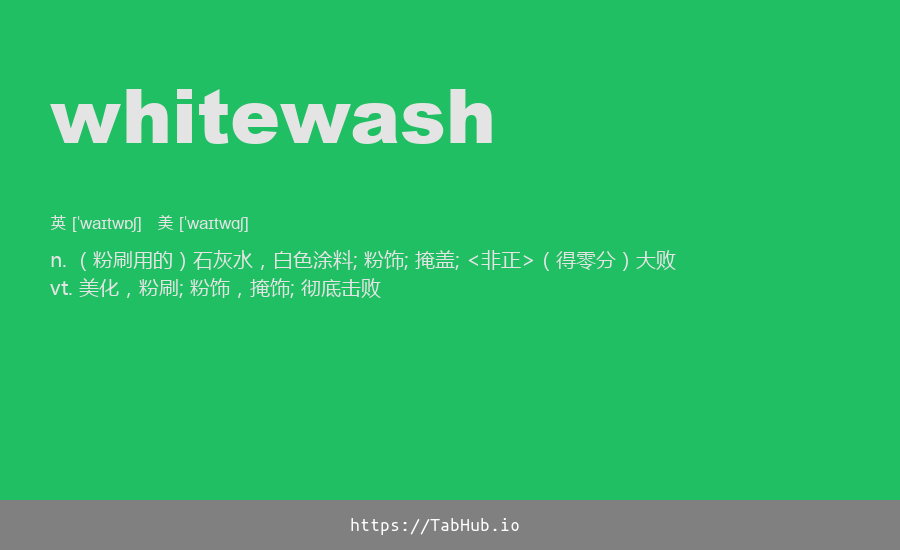 whitewash
英 [ˈwaɪtwɒʃ]   美 [ˈwaɪtwɑʃ]
n. （粉刷用的）石灰水，白色涂料; 粉饰; 掩盖; <非正>（得零分）大败
vt. 美化，粉刷; 粉饰，掩饰; 彻底击败
https://TabHub.io